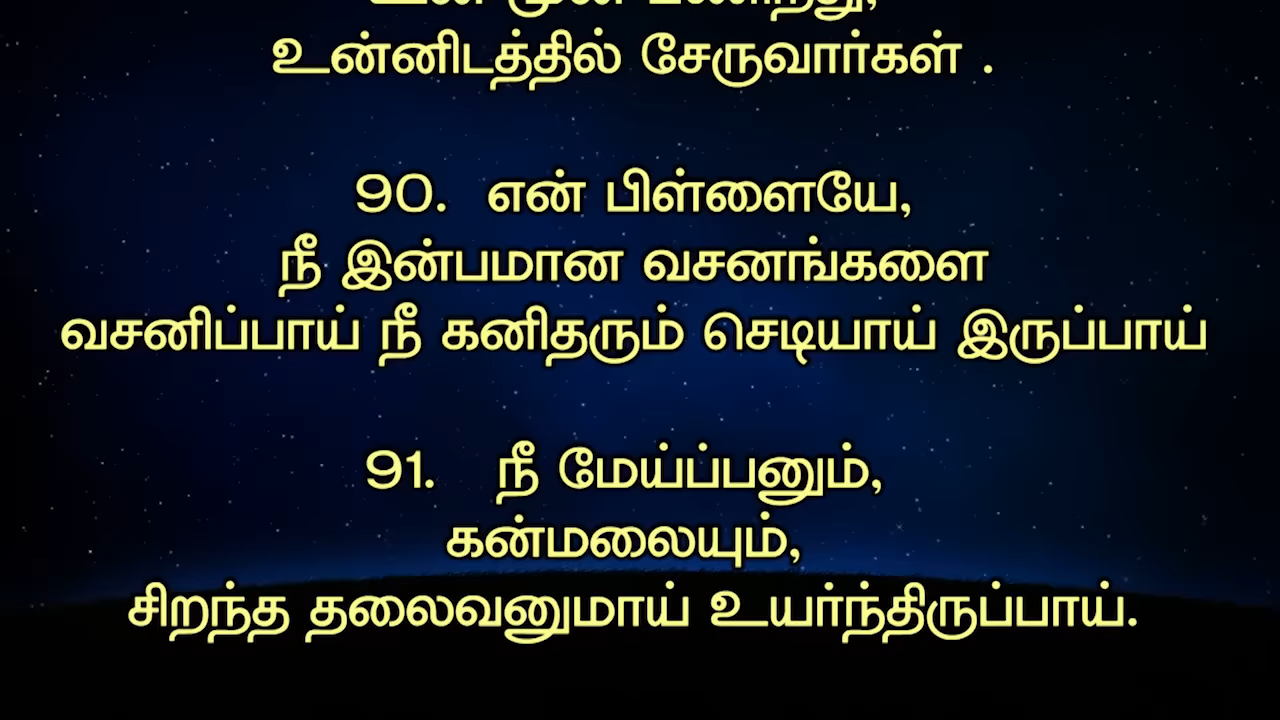 உன்னிடத்தில் சேருவார்கள் .
90. என் பிள்ளையே,
நீ இன்பமான வசனங்களை
வசனிப்பாய் நீ கனிதரும் செடியாய் இருப்பாய்
91. நீ மேய்ப்பனும்,
கன்மலையும்,
சிறந்த தலைவனுமாய் உயர்ந்திருப்பாய்.